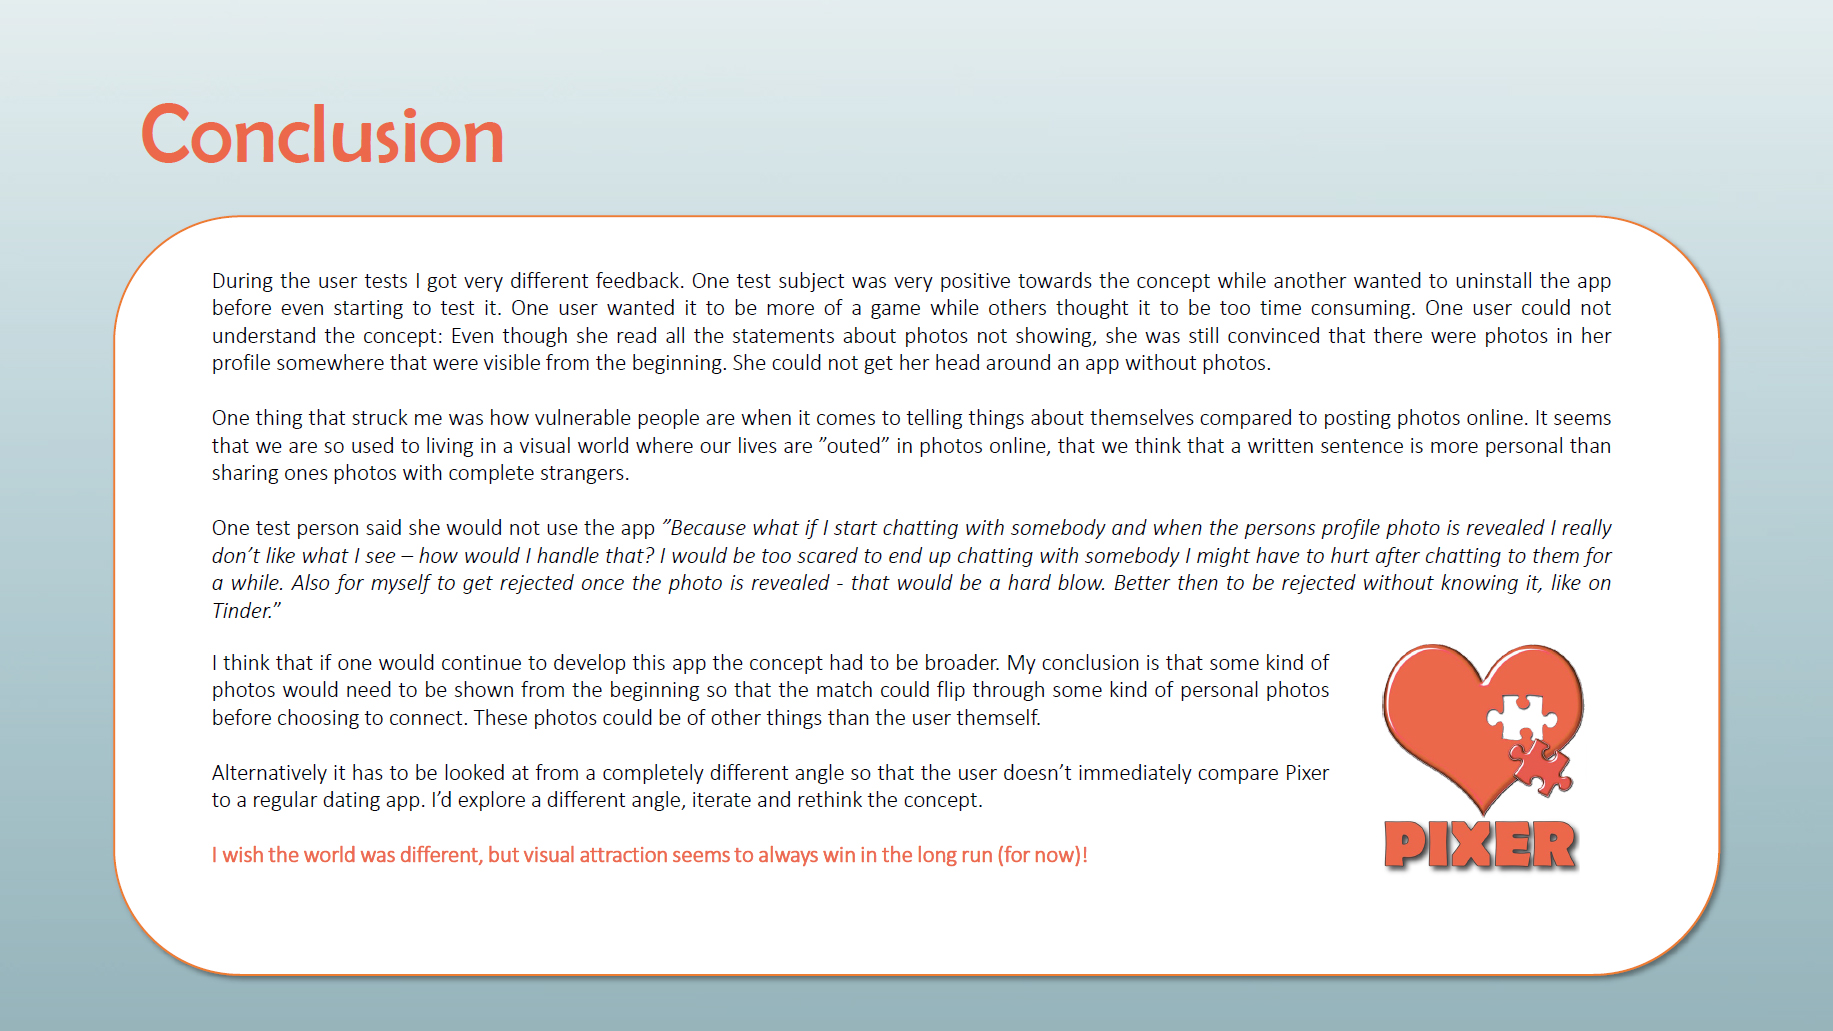 Conclusion
During the user tests I got very different feedback. One test subject was very positive towards the concept while another wanted to uninstall the app
before even starting to test it. One user wanted it to be more of a game while others thought it to be too time consuming. One user could not
understand the concept: Even though she read all the statements about photos not showing, she was still convinced that there were photos in her
profile somewhere that were visible from the beginning. She could not get her head around an app without photos.
One thing that struck me was how vulnerable people are when it comes to telling things about themselves compared to posting photos online. It seems
that we are so used to living in a visual world where our lives are ”outed” in photos online, that we think that a written sentence is more personal than
sharing ones photos with complete strangers.
One test person said she would not use the app ”Because what if I start chatting with somebody and when the persons profile photo is revealed I really
don’t like what I see – how would I handle that? I would be too scared to end up chatting with somebody I might have to hurt after chatting to them for
a while. Also for myself to get rejected once the photo is revealed - that would be a hard blow. Better then to be rejected without knowing it, like on
Tinder.”
I think that if one would continue to develop this app the concept had to be broader. My conclusion is that some kind of
photos would need to be shown from the beginning so that the match could flip through some kind of personal photos
before choosing to connect. These photos could be of other things than the user themself.
Alternatively it has to be looked at from a completely different angle so that the user doesn’t immediately compare Pixer
to a regular dating app. I’d explore a different angle, iterate and rethink the concept.
I wish the world was different, but visual attraction seems to always win in the long run (for now)!
PIXER